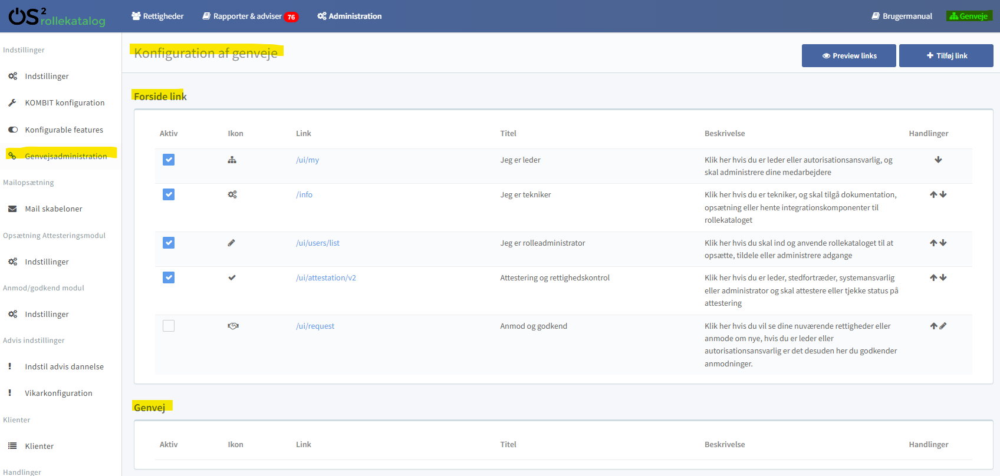 OS2
rollekatalog
Rettigheder
Rapporter & adviser 76
Administration
Brugermanual
Genveje
Indstillinger
Indstillinger
KOMBIT konfiguration
Konfigurable features
Genvejsadministration
Mailopsætning
Mail skabeloner
Opsætning Attesteringsmodul
Indstillinger
Anmod/godkend modul
Indstillinger
Advis indstillinger
Indstil advis dannelse
Vikarkonfiguration
Klienter
Klienter
Handlinger
Konfiguration af genveje
Preview links
Tilføj link
Forside link
Aktiv Ikon Link Titel Beskrivelse Handlinger
/ui/my Jeg er leder Klik her hvis du er leder eller autorisationsansvarlig, og
skal administrere dine medarbejdere
/info Jeg er tekniker Klik her hvis du er tekniker, og skal tilgå dokumentation,
opsætning eller hente integrationskomponenter til
rollekataloget
/ui/users/list Jeg er rolleadministrator Klik her hvis du skal ind og anvende rollekataloget til at
opsætte, tildele eller administrere adgange
/ui/attestation/v2 Attestering og rettighedskontrol Klik her hvis du er leder, stedfortræder, systemansvarlig
eller administrator og skal attestere eller tjekke status på
attestering
/ui/request Anmod og godkend Klik her hvis du vil se dine nuværende rettigheder eller
anmode om nye, hvis du er leder eller
autorisationsansvarlig er det desuden her du godkender
anmodninger.
Genvej
Aktiv Ikon Link Titel Beskrivelse Handlinger